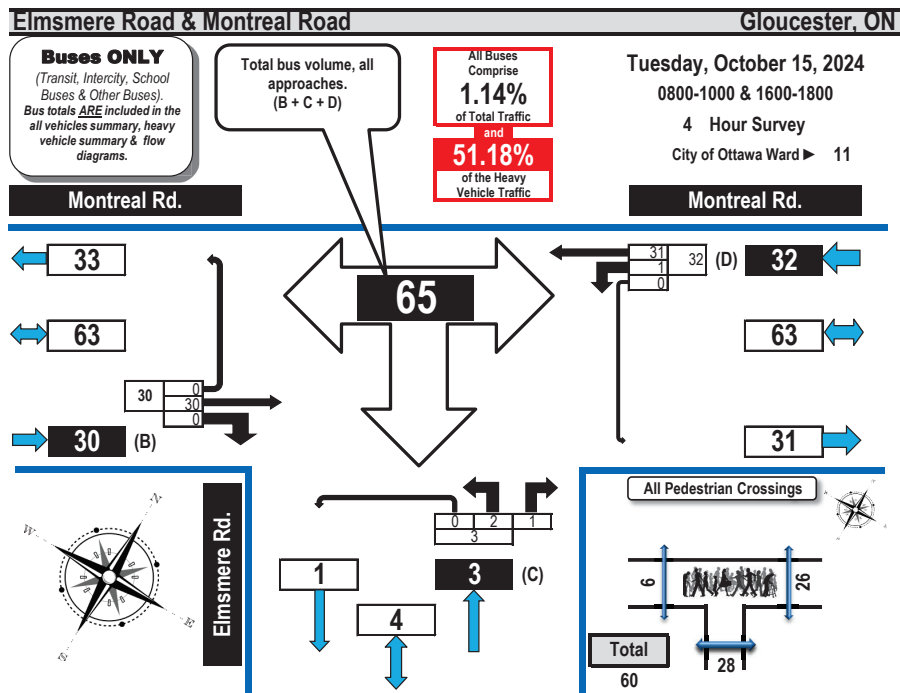 Elmsmere Road & Montreal Road
Gloucester, ON
Buses ONLY
(Transit, Intercity, School
Buses & Other Buses).
Bus totals ARE included in the
all vehicles summary, heavy
vehicle summary & flow
diagrams.
Total bus volume, all
approaches.
(B + C + D)
All Buses
Comprise
1.14%
of Total Traffic
and
51.18%
of the Heavy
Vehicle Traffic
Tuesday, October 15, 2024
0800-1000 & 1600-1800
4 Hour Survey
City of Ottawa Ward ► 11
Montreal Rd.
Montreal Rd.
33
63
30
0
30
0
30 (B)
65
31
1
0
32
(D)
32
63
31
Elmsmere Rd.
N
E
S
W
0 2 1
3
1
3 (C)
4
All Pedestrian Crossings
6
26
28
Total
60